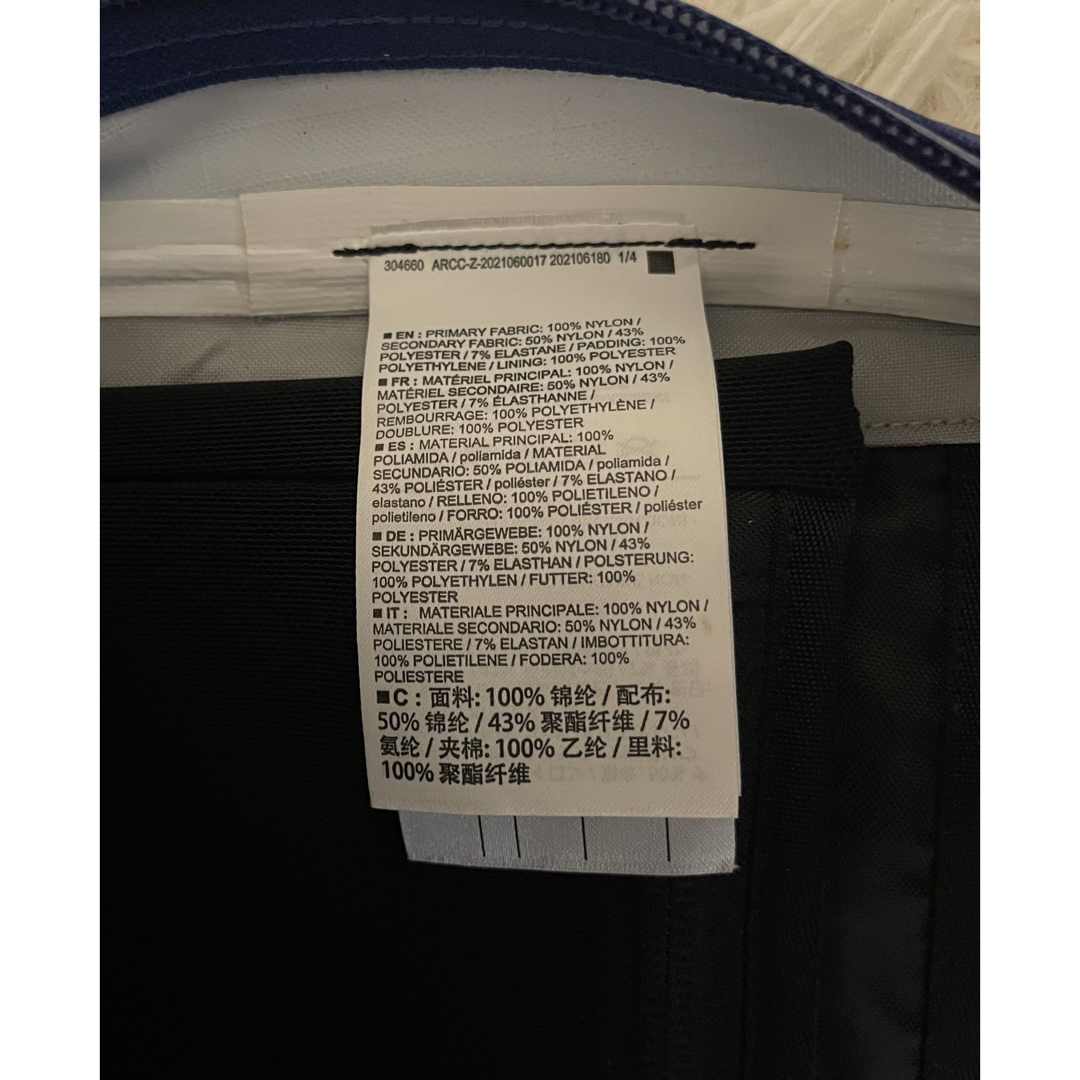 304660 ARCC-Z-2021060017 202106180 1/4
■ EN : PRIMARY FABRIC: 100% NYLON /
SECONDARY FABRIC: 50% NYLON / 43%
POLYESTER / 7% ELASTANE / PADDING: 100%
POLYETHYLENE / LINING: 100% POLYESTER
■ FR : MATÉRIEL PRINCIPAL: 100% NYLON /
MATÉRIEL SECONDAIRE: 50% NYLON / 43%
POLYESTER / 7% ÉLASTHANNE /
REMBOURRAGE: 100% POLYETHYLÈNE /
DOUBLURE: 100% POLYESTER
■ ES : MATERIAL PRINCIPAL: 100%
POLIAMIDA / poliamida / MATERIAL
SECUNDARIO: 50% POLIAMIDA / poliamida /
43% POLIÉSTER / poliéster / 7% ELASTANO /
elastano / RELLENO: 100% POLIETILENO /
polietileno / FORRO: 100% POLIÉSTER / poliéster
■ DE : PRIMÄRGEWEBE: 100% NYLON /
SEKUNDÄRGEWEBE: 50% NYLON / 43%
POLYESTER / 7% ELASTHAN / POLSTERUNG:
100% POLYETHYLEN / FUTTER: 100%
POLYESTER
■ IT : MATERIALE PRINCIPALE: 100% NYLON /
MATERIALE SECONDARIO: 50% NYLON / 43%
POLIESTERE / 7% ELASTAN / IMBOTTITURA:
100% POLIETILENE / FODERA: 100%
POLIESTERE
■ C : 面料: 100% 锦纶 / 配布:
50% 锦纶 / 43% 聚酯纤维 / 7%
氨纶 / 夹棉: 100% 乙纶 / 里料:
100% 聚酯纤维